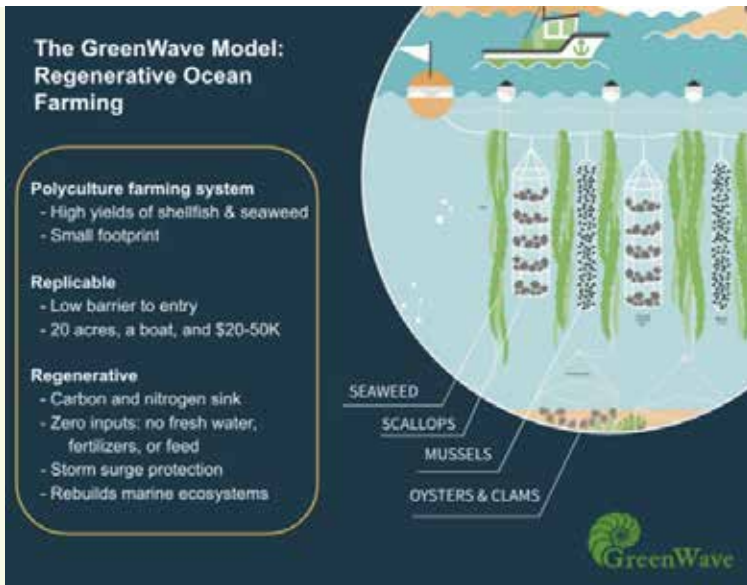 The GreenWave Model:
Regenerative Ocean
Farming
Polyculture farming system
- High yields of shellfish & seaweed
- Small footprint
Replicable
- Low barrier to entry
- 20 acres, a boat, and $20-50K
Regenerative
- Carbon and nitrogen sink
- Zero inputs: no fresh water,
fertilizers, or feed
- Storm surge protection
- Rebuilds marine ecosystems
SEAWEED
SCALLOPS
MUSSELS
OYSTERS & CLAMS
GreenWave